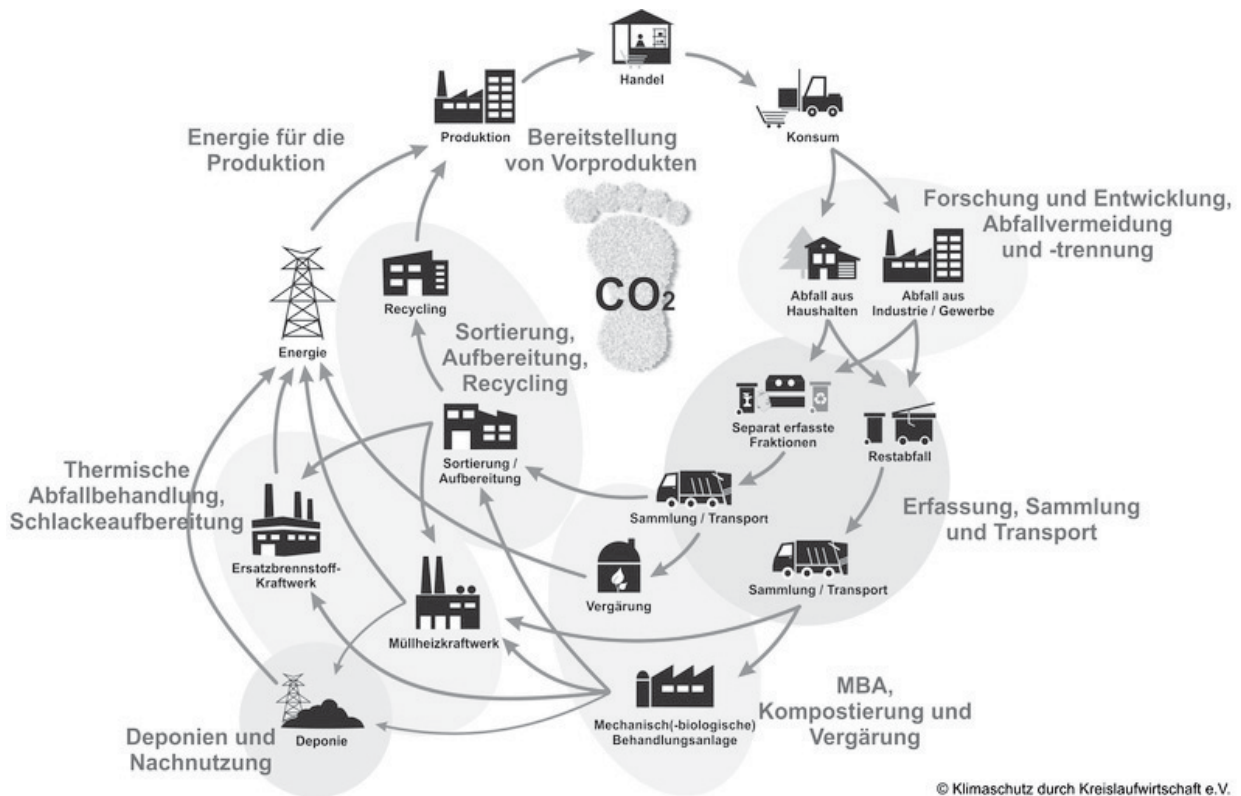 Handel
Produktion
Konsum
Energie für die
Produktion
Bereitstellung
von Vorprodukten
Forschung und Entwicklung,
Abfallvermeidung
und -trennung
CO₂
Abfall aus
Haushalten
Abfall aus
Industrie / Gewerbe
Recycling
Energie
Sortierung,
Aufbereitung,
Recycling
Separat erfasste
Fraktionen
Restabfall
Sortierung /
Aufbereitung
Thermische
Abfallbehandlung,
Schlackeaufbereitung
Sammlung / Transport
Erfassung, Sammlung
und Transport
Ersatzbrennstoff-
Kraftwerk
Vergärung
Sammlung / Transport
Müllheizkraftwerk
Mechanisch(-biologische)
Behandlungsanlage
MBA,
Kompostierung und
Vergärung
Deponie
Deponien und
Nachnutzung
© Klimaschutz durch Kreislaufwirtschaft e.V.